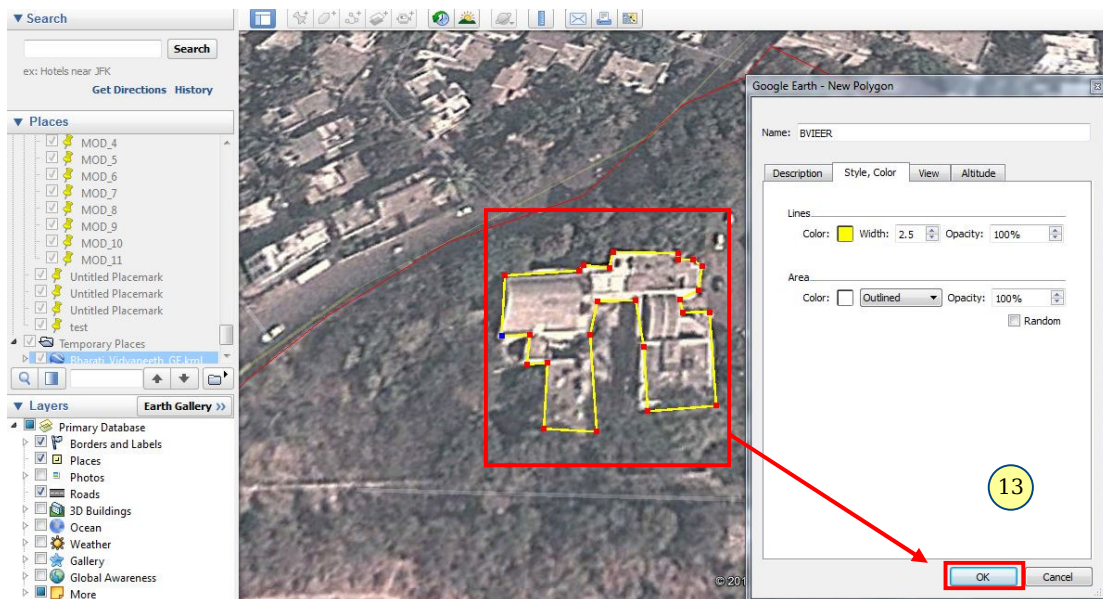 Search
Search
ex: Hotels near JFK
Get Directions History
Places
MOD_4
MOD_5
MOD_6
MOD_7
MOD_8
MOD_9
MOD_10
MOD_11
Untitled Placemark
Untitled Placemark
Untitled Placemark
test
Temporary Places
Bharati_Vidyapeeth_GE.kml
Layers
Earth Gallery >>
Primary Database
Borders and Labels
Places
Photos
Roads
3D Buildings
Ocean
Weather
Gallery
Global Awareness
More
© 201
Google Earth - New Polygon
Name: BVIEER
Description Style, Color View Altitude
Lines
Color: Width: 2.5 Opacity: 100%
Area
Color: Outlined Opacity: 100%
Random
13
OK Cancel